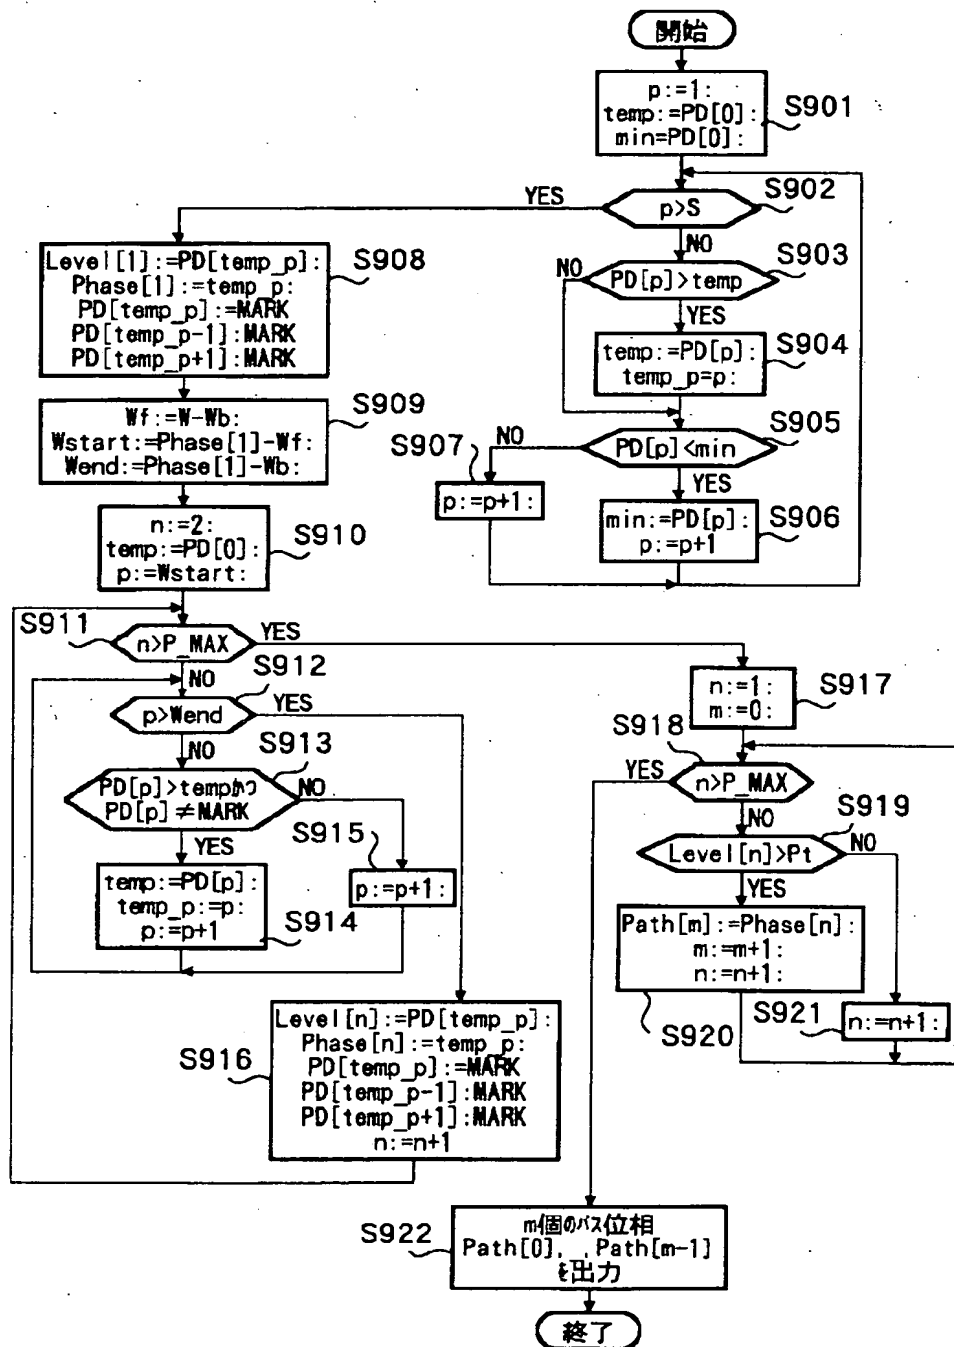 開始
p:=1:
temp:=PD[0]:
min=PD[0]:
S901
S902
p>S
YES
NO
S903
PD[p]>temp
NO
YES
S904
temp:=PD[p]:
temp_p=p:
S905
PD[p]<min
NO
YES
S907
p:=p+1:
S906
min:=PD[p]:
p:=p+1
S908
Level[1]:=PD[temp_p]:
Phase[1]:=temp_p:
PD[temp_p]:=MARK
PD[temp_p-1]:MARK
PD[temp_p+1]:MARK
S909
Wf:=W-Wb:
Wstart:=Phase[1]-Wf:
Wend:=Phase[1]-Wb:
S910
n:=2:
temp:=PD[0]:
p:=Wstart:
S911
n>P_MAX
YES
NO
S912
p>Wend
YES
NO
S913
PD[p]>tempかつ
PD[p]≠MARK
NO
YES
S915
p:=p+1:
temp:=PD[p]:
temp_p:=p:
p:=p+1
S914
S916
Level[n]:=PD[temp_p]:
Phase[n]:=temp_p:
PD[temp_p]:=MARK
PD[temp_p-1]:MARK
PD[temp_p+1]:MARK
n:=n+1
S917
n:=1:
m:=0:
S918
n>P_MAX
YES
NO
S919
Level[n]>Pt
NO
YES
Path[m]:=Phase[n]:
m:=m+1:
n:=n+1:
S920
S921
n:=n+1:
S922
m個のパス位相
Path[0], ,Path[m-1]
を出力
終了